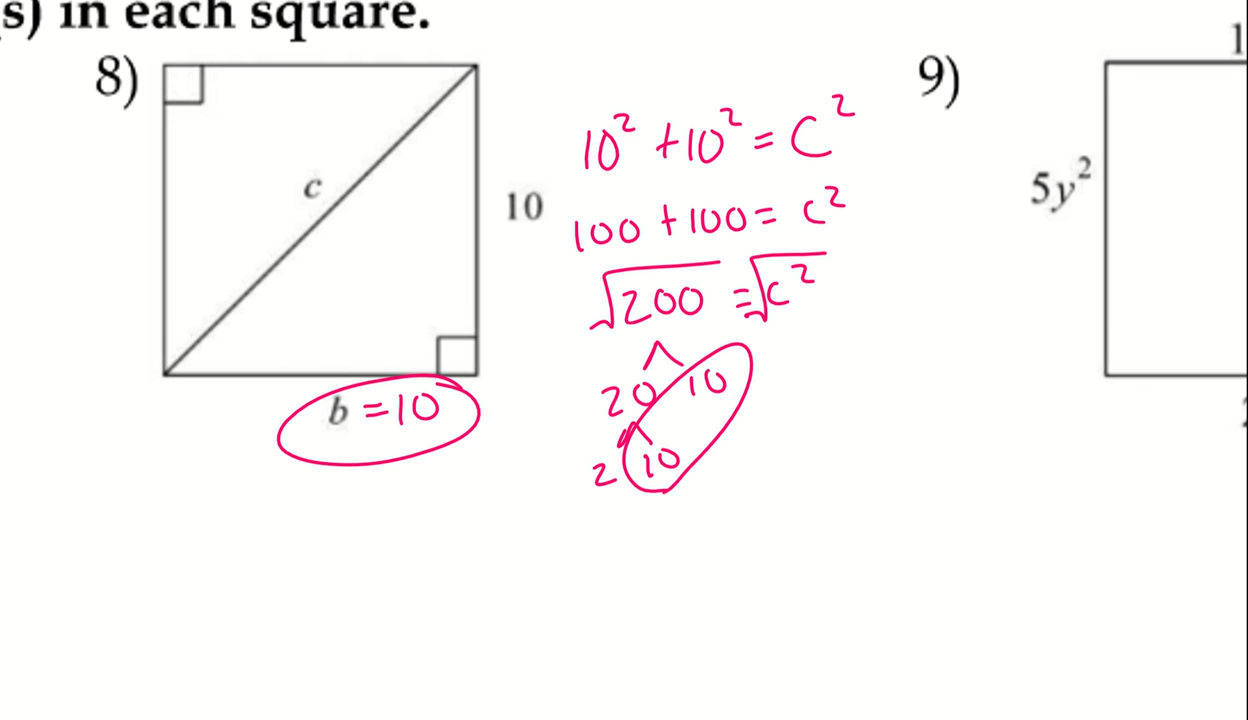 s) in each square.
8)
c
10
b = 10
10² + 10² = C²
100 + 100 = c²
√200 = √c²
20 10
2 10
9)
1
5y²